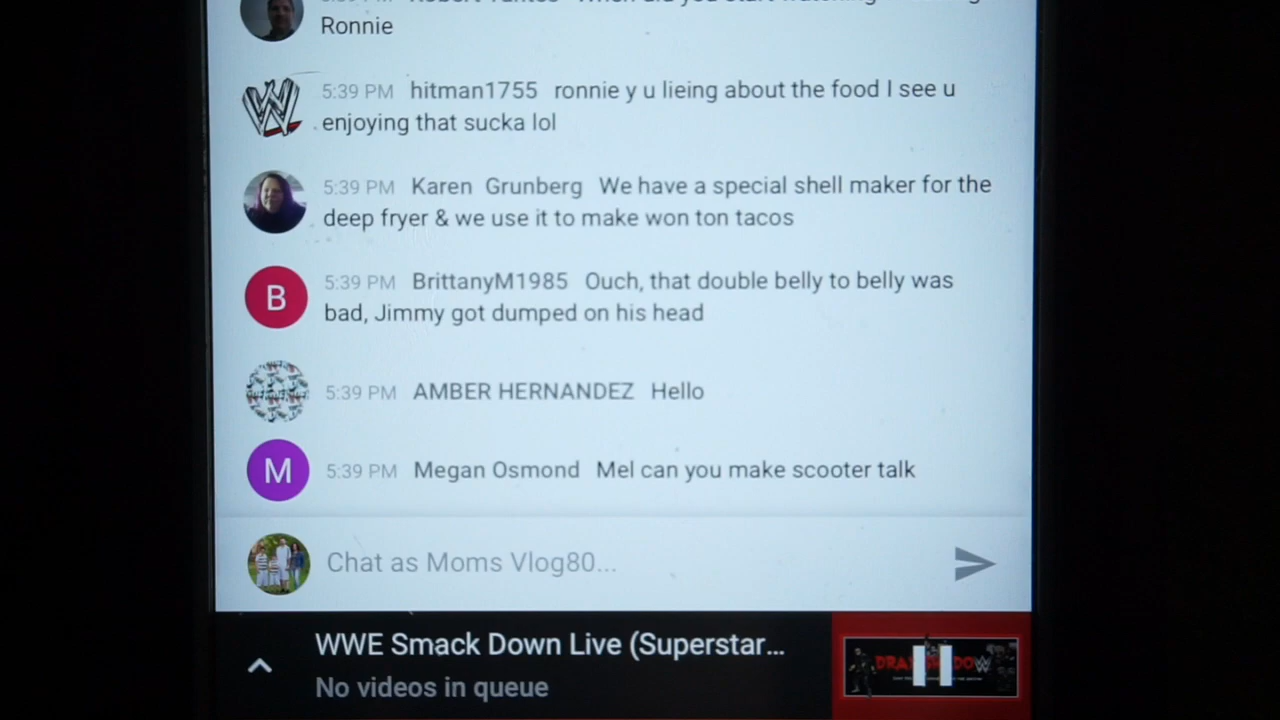 Ronnie
5:39 PM hitman1755 ronnie y u lieing about the food I see u
enjoying that sucka lol
5:39 PM Karen Grunberg We have a special shell maker for the
deep fryer & we use it to make won ton tacos
B 5:39 PM BrittanyM1985 Ouch, that double belly to belly was
bad, Jimmy got dumped on his head
5:39 PM AMBER HERNANDEZ Hello
M 5:39 PM Megan Osmond Mel can you make scooter talk
Chat as Moms Vlog80...
WWE Smack Down Live (Superstar...
No videos in queue